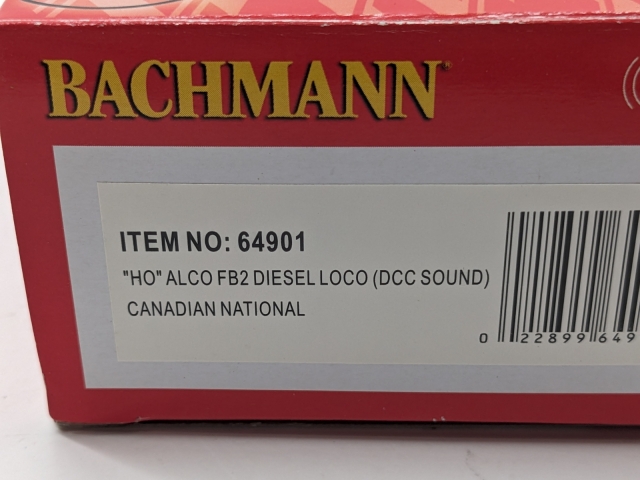 BACHMANN
ITEM NO: 64901
"HO" ALCO FB2 DIESEL LOCO (DCC SOUND)
CANADIAN NATIONAL
0 22899 649